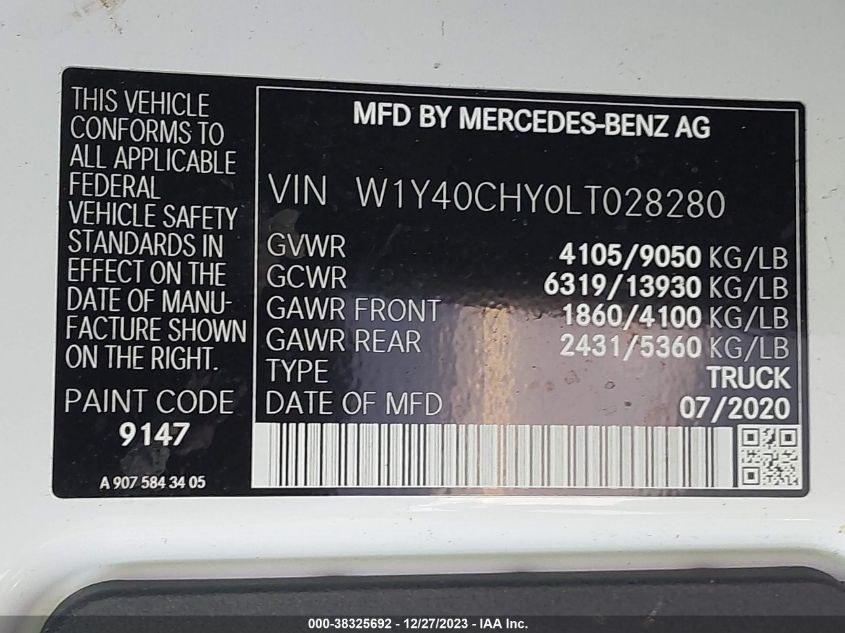 THIS VEHICLE
CONFORMS TO
ALL APPLICABLE
FEDERAL
VEHICLE SAFETY
STANDARDS IN
EFFECT ON THE
DATE OF MANU-
FACTURE SHOWN
ON THE RIGHT.
PAINT CODE
9147
A 907 584 34 05
MFD BY MERCEDES-BENZ AG
VIN W1Y40CHY0LT028280
GVWR 4105/9050 KG/LB
GCWR 6319/13930 KG/LB
GAWR FRONT 1860/4100 KG/LB
GAWR REAR 2431/5360 KG/LB
TYPE TRUCK
DATE OF MFD 07/2020
000-38325692 - 12/27/2023 - IAA Inc.